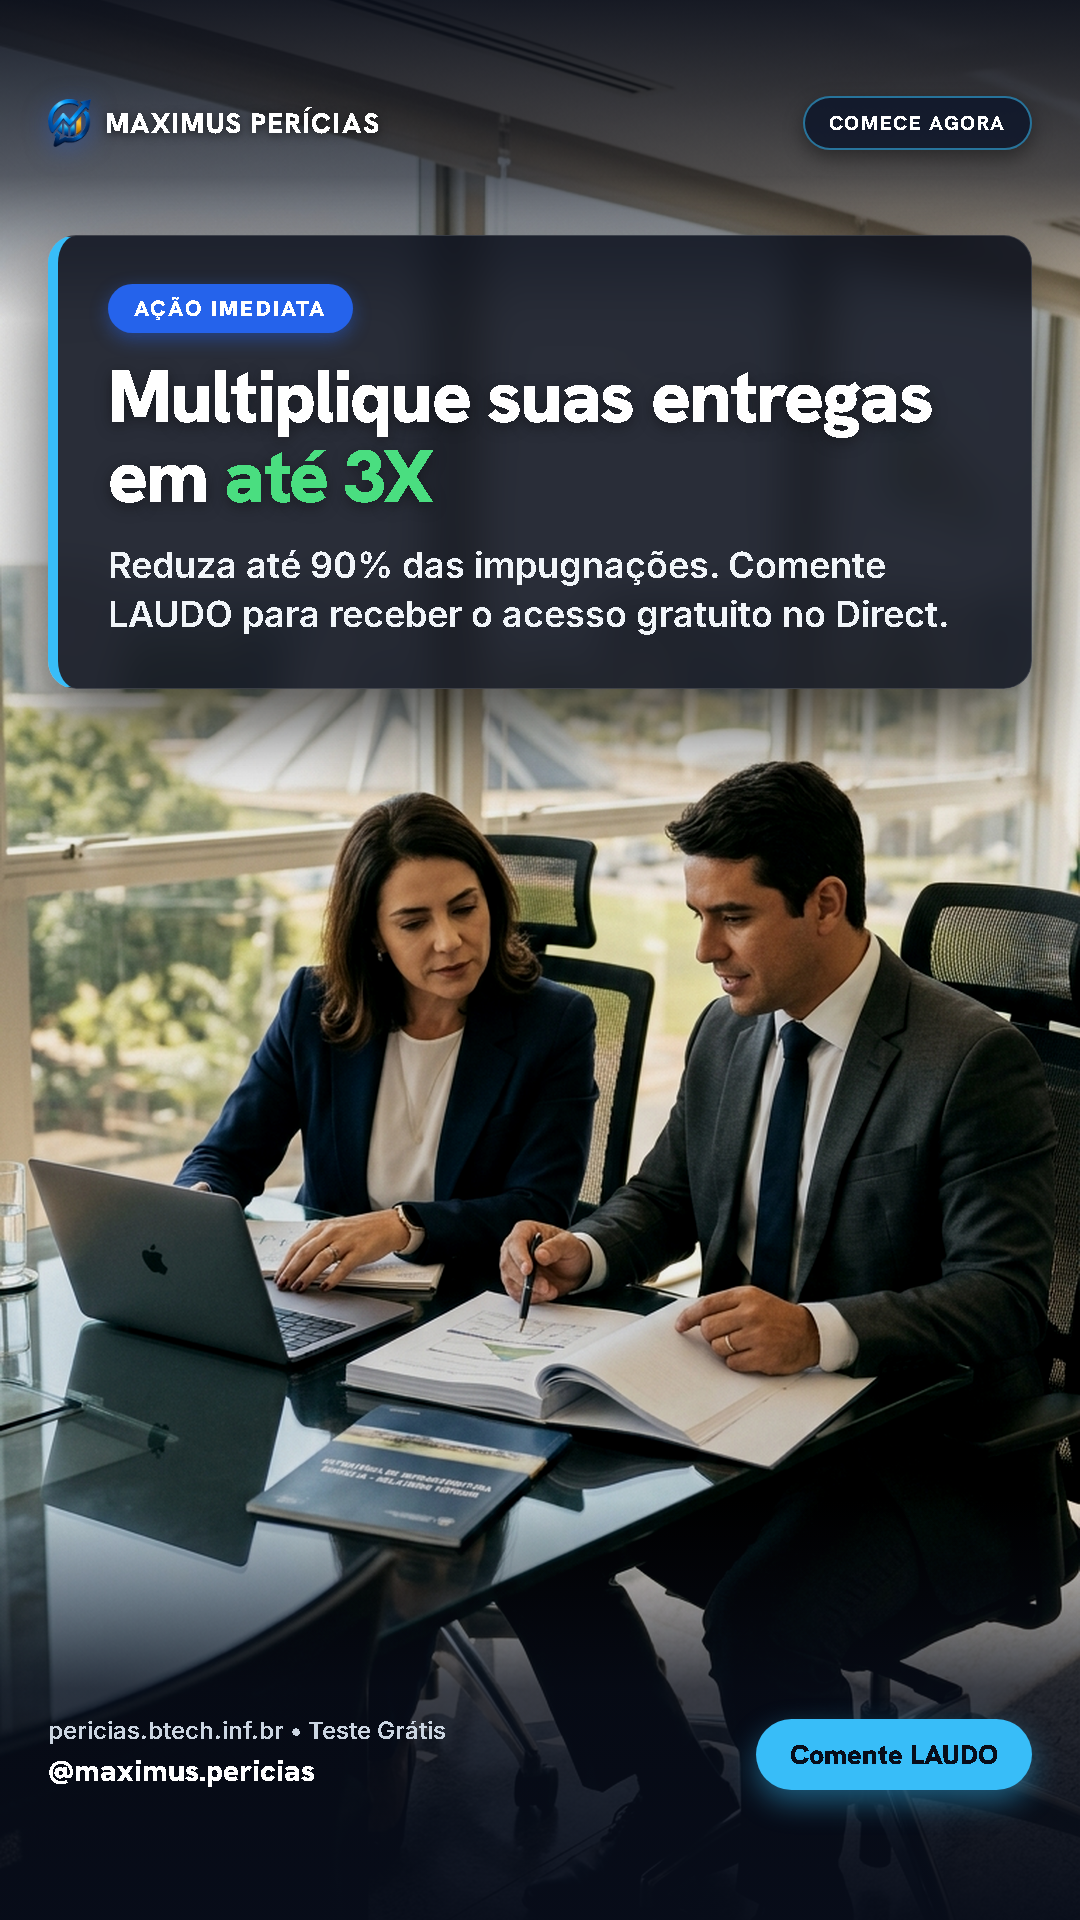 MAXIMUS PERÍCIAS
COMECE AGORA
AÇÃO IMEDIATA
Multiplique suas entregas
em até 3X
Reduza até 90% das impugnações. Comente
LAUDO para receber o acesso gratuito no Direct.
pericias.btech.inf.br • Teste Grátis
@maximus.pericias
Comente LAUDO